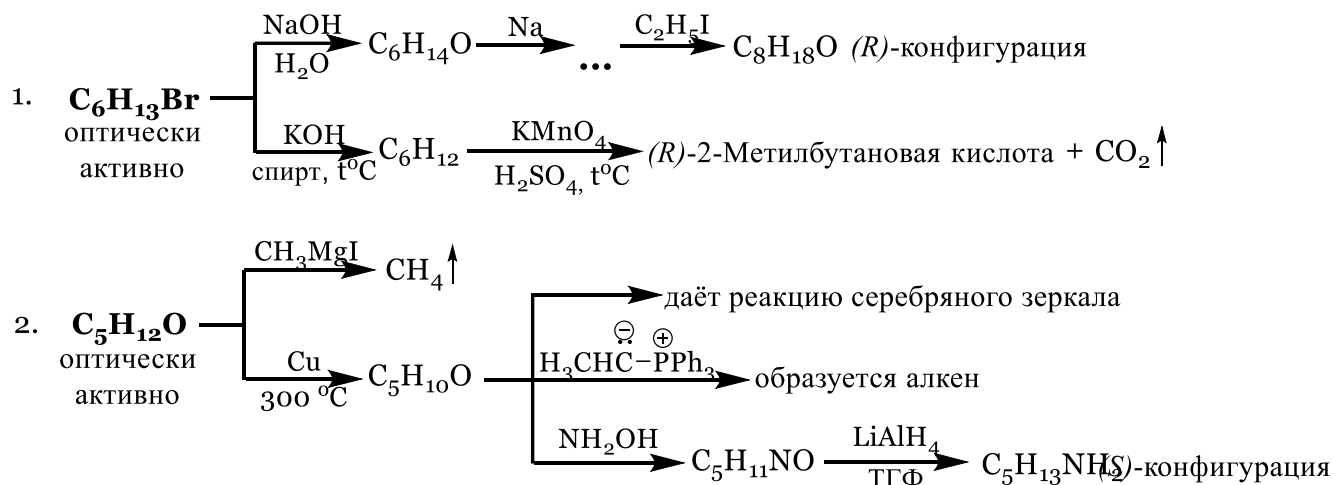 NaOH
H₂O
C₆H₁₄O
Na
...
C₂H₅I
C₈H₁₈O (R)-конфигурация
1. C₆H₁₃Br
оптически
активно
KOH
спирт, t°C
C₆H₁₂
KMnO₄
H₂SO₄, t°C
(R)-2-Метилбутановая кислота + CO₂↑
CH₃MgI
CH₄↑
2. C₅H₁₂O
оптически
активно
Cu
300 °C
C₅H₁₀O
даёт реакцию серебряного зеркала
H₃CHC⊖–P⊕Ph₃
образуется алкен
NH₂OH
C₅H₁₁NO
LiAlH₄
ТГФ
C₅H₁₃NH₂ (S)-конфигурация